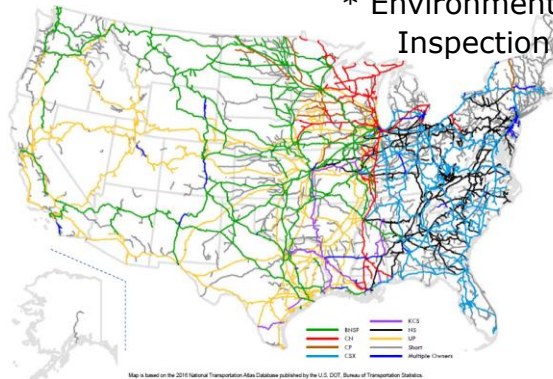 * Environment
Inspection
BNSF
CN
CP
CSX
KCS
NS
UP
Short
Multiple Owners
Map is based on the 2016 National Transportation Atlas Database published by the U.S. DOT, Bureau of Transportation Statistics.